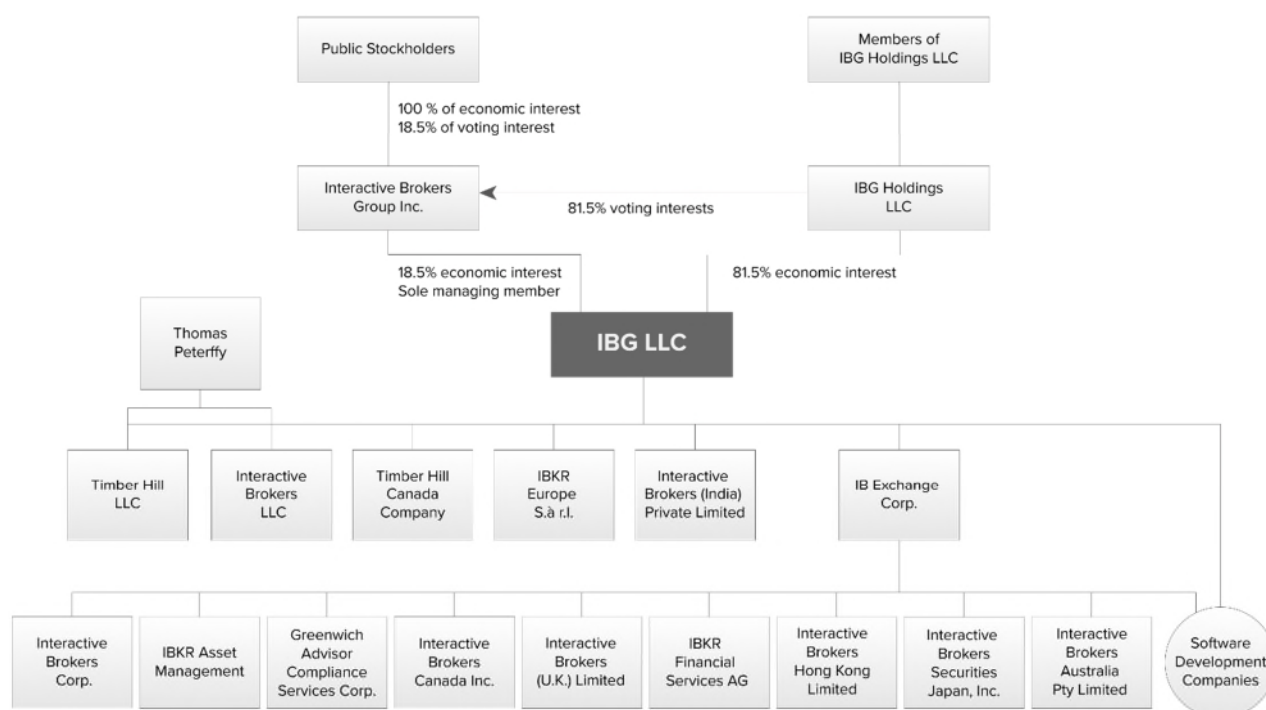 Public Stockholders
Members of
IBG Holdings LLC
100 % of economic interest
18.5% of voting interest
Interactive Brokers
Group Inc.
81.5% voting interests
IBG Holdings
LLC
18.5% economic interest
Sole managing member
81.5% economic interest
Thomas
Peterffy
IBG LLC
Timber Hill
LLC
Interactive
Brokers
LLC
Timber Hill
Canada
Company
IBKR
Europe
S.à r.l.
Interactive
Brokers (India)
Private Limited
IB Exchange
Corp.
Interactive
Brokers
Corp.
IBKR Asset
Management
Greenwich
Advisor
Compliance
Services Corp.
Interactive
Brokers
Canada Inc.
Interactive
Brokers
(U.K.) Limited
IBKR
Financial
Services AG
Interactive
Brokers
Hong Kong
Limited
Interactive
Brokers
Securities
Japan, Inc.
Interactive
Brokers
Australia
Pty Limited
Software
Development
Companies